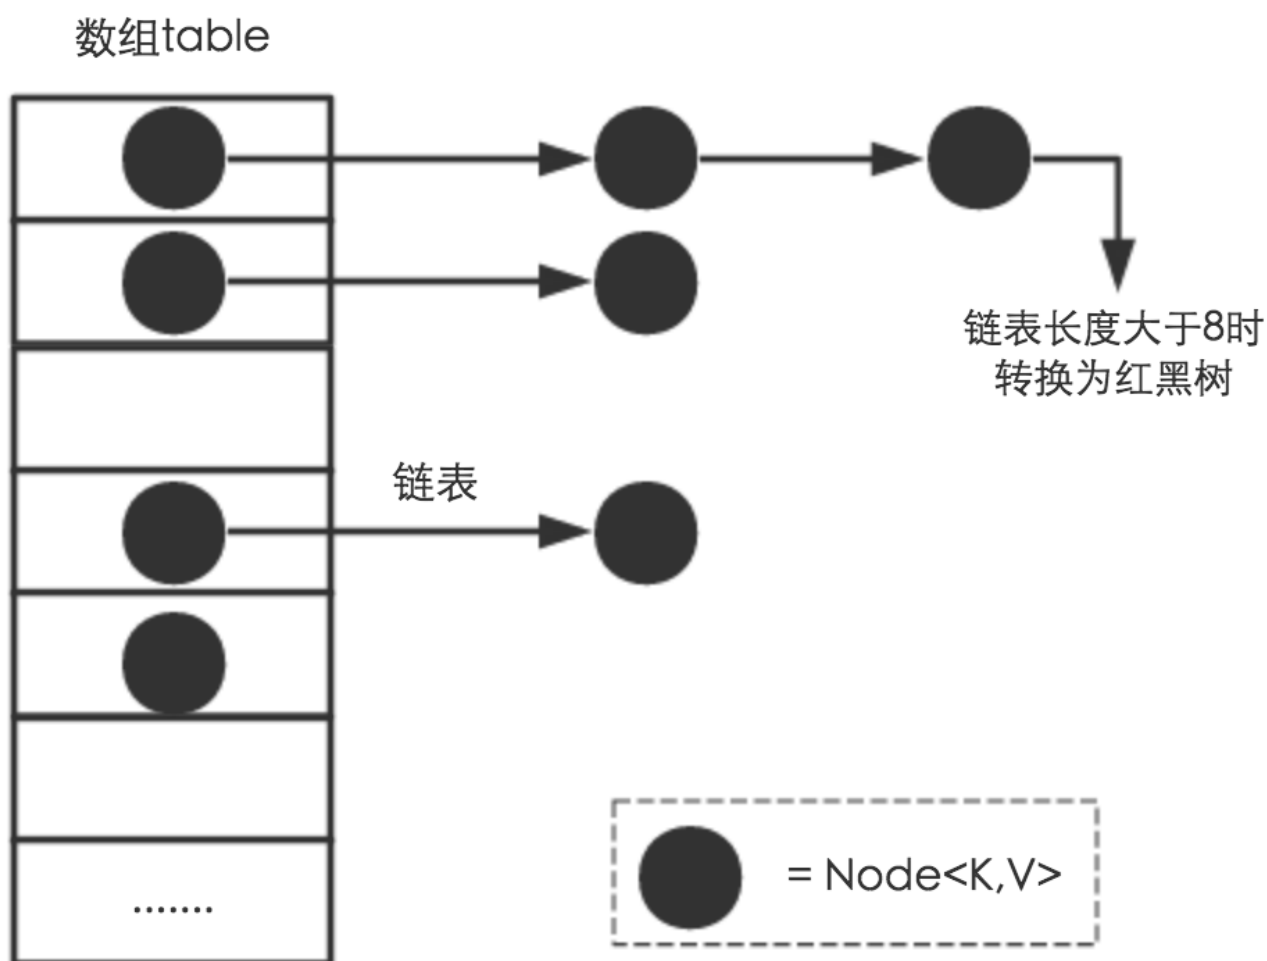 数组table
链表长度大于8时
转换为红黑树
链表
= Node<K,V>
.......